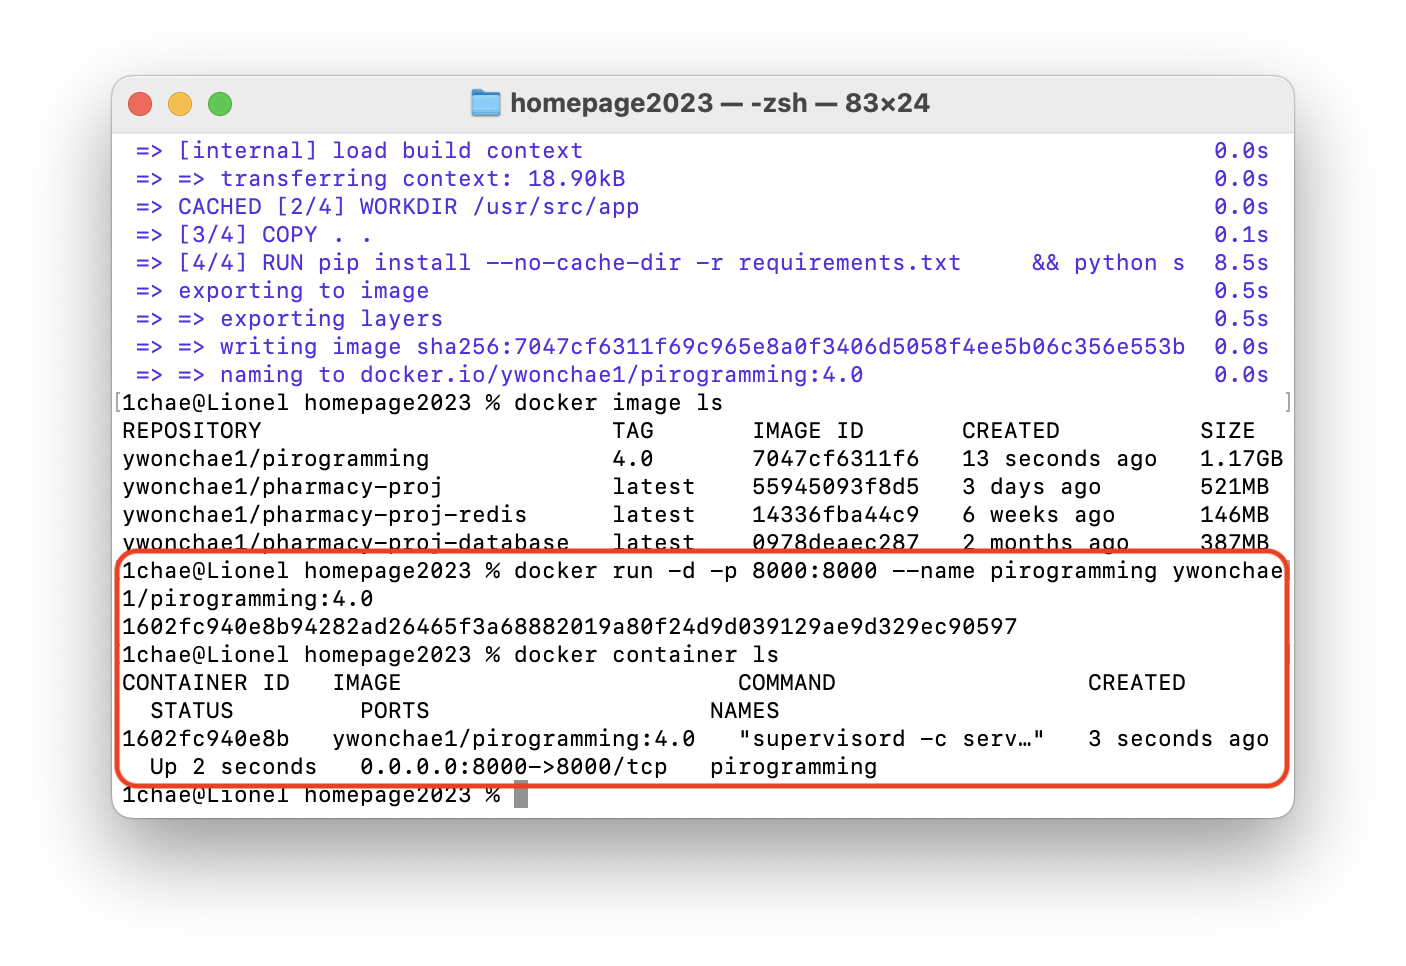 homepage2023 — -zsh — 83×24
=> [internal] load build context 0.0s
=> => transferring context: 18.90kB 0.0s
=> CACHED [2/4] WORKDIR /usr/src/app 0.0s
=> [3/4] COPY . . 0.1s
=> [4/4] RUN pip install --no-cache-dir -r requirements.txt && python s 8.5s
=> exporting to image 0.5s
=> => exporting layers 0.5s
=> => writing image sha256:7047cf6311f69c965e8a0f3406d5058f4ee5b06c356e553b 0.0s
=> => naming to docker.io/ywonchae1/pirogramming:4.0 0.0s
[1chae@Lionel homepage2023 % docker image ls ]
REPOSITORY TAG IMAGE ID CREATED SIZE
ywonchae1/pirogramming 4.0 7047cf6311f6 13 seconds ago 1.17GB
ywonchae1/pharmacy-proj latest 55945093f8d5 3 days ago 521MB
ywonchae1/pharmacy-proj-redis latest 14336fba44c9 6 weeks ago 146MB
ywonchae1/pharmacy-proj-database latest 0978deaec287 2 months ago 387MB
1chae@Lionel homepage2023 % docker run -d -p 8000:8000 --name pirogramming ywonchae
1/pirogramming:4.0
1602fc940e8b94282ad26465f3a68882019a80f24d9d039129ae9d329ec90597
1chae@Lionel homepage2023 % docker container ls
CONTAINER ID IMAGE COMMAND CREATED
STATUS PORTS NAMES
1602fc940e8b ywonchae1/pirogramming:4.0 "supervisord -c serv…" 3 seconds ago
Up 2 seconds 0.0.0.0:8000->8000/tcp pirogramming
1chae@Lionel homepage2023 %